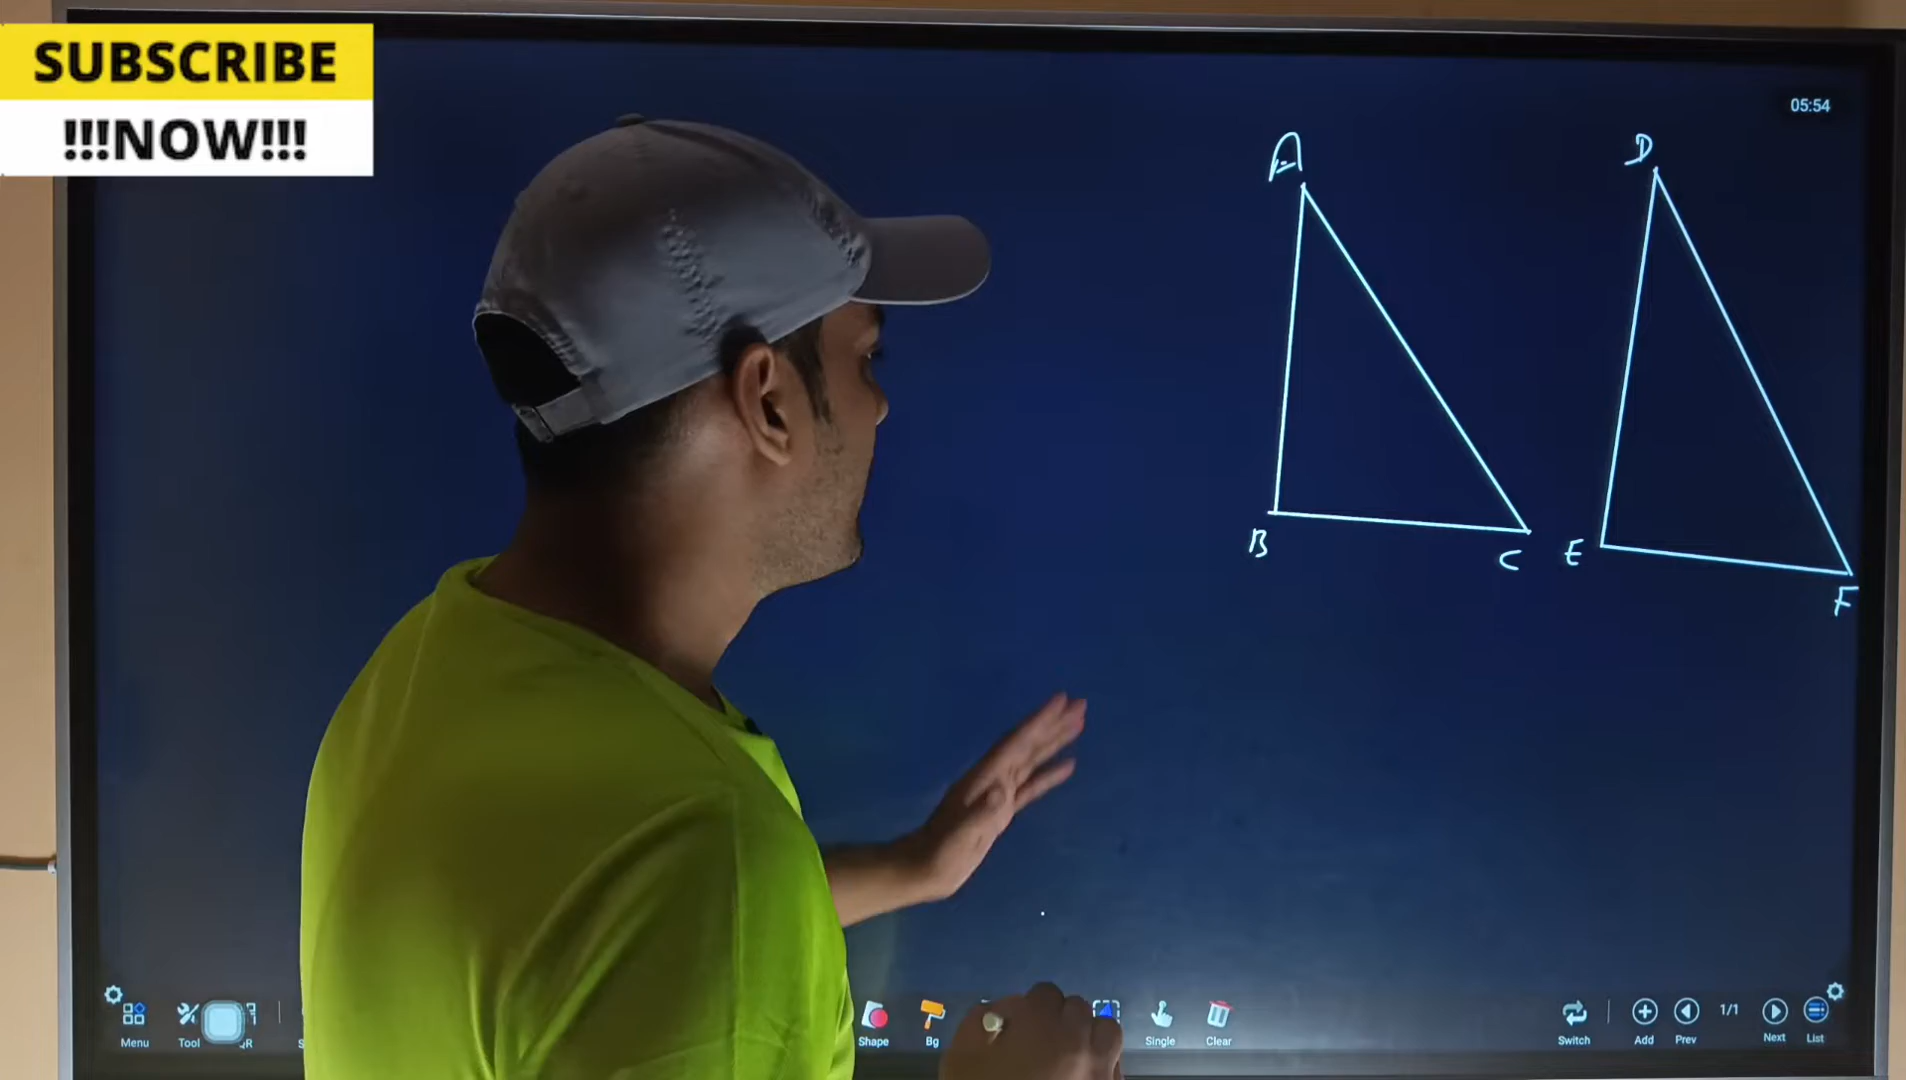 SUBSCRIBE
!!!NOW!!!
05:54
A
D
B
C
E
F
Menu
Tool
Shape
Bg
Single
Clear
Switch
Add
Prev
1/1
Next
List